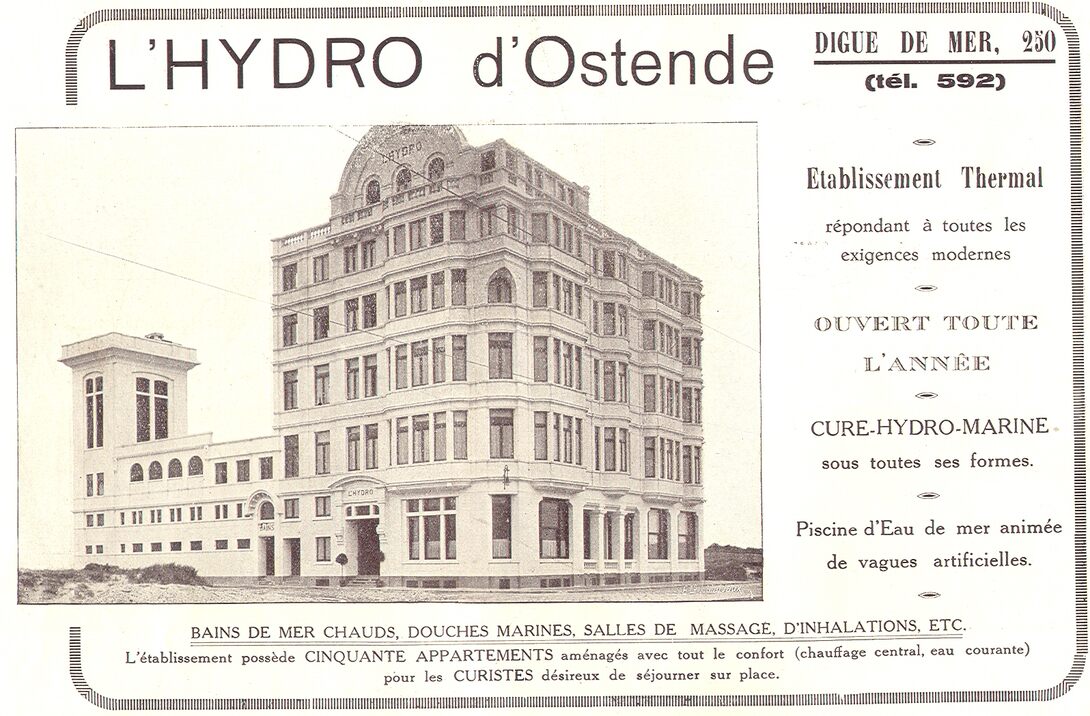 L'HYDRO d'Ostende
DIGUE DE MER, 250
(tél. 592)
L'HYDRO
L'HYDRO
BAINS
Etablissement Thermal
répondant à toutes les
exigences modernes
OUVERT TOUTE
L'ANNÊE
CURE-HYDRO-MARINE
sous toutes ses formes.
Piscine d'Eau de mer animée
de vagues artificielles.
BAINS DE MER CHAUDS, DOUCHES MARINES, SALLES DE MASSAGE, D'INHALATIONS, ETC.
L'établissement possède CINQUANTE APPARTEMENTS aménagés avec tout le confort (chauffage central, eau courante)
pour les CURISTES désireux de séjourner sur place.